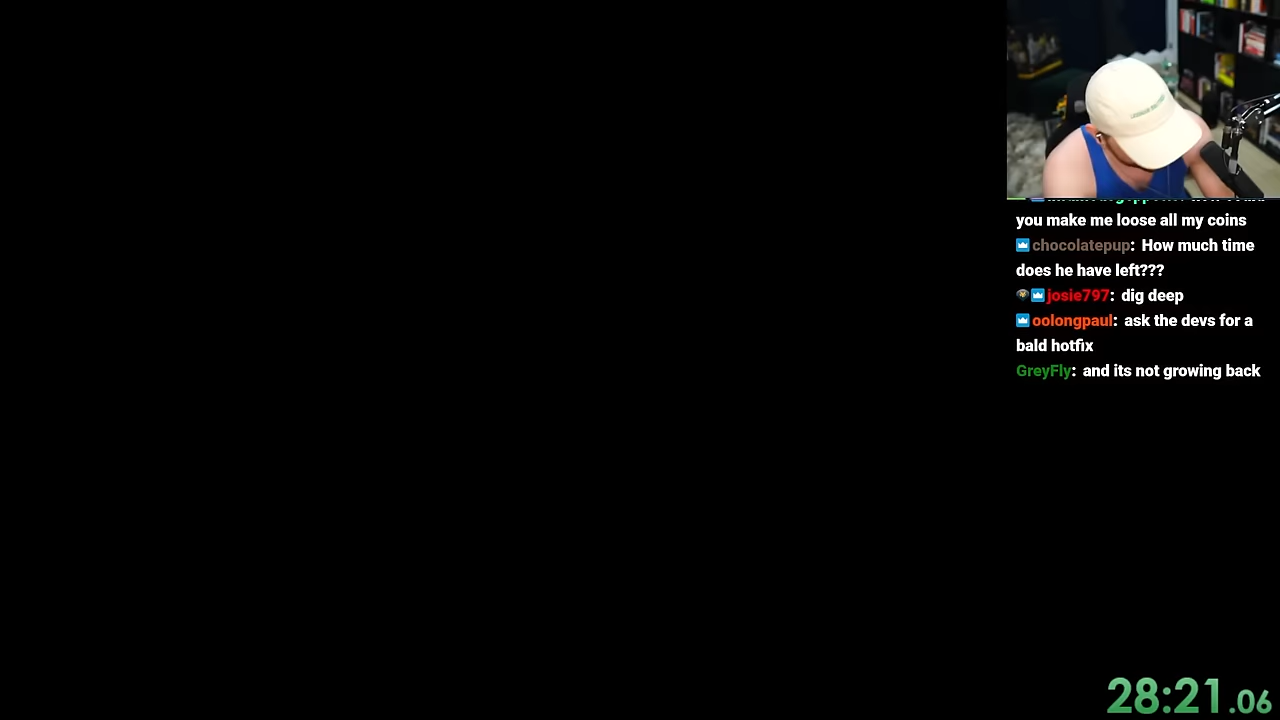 you make me loose all my coins
chocolatepup: How much time
does he have left???
josie797: dig deep
oolongpaul: ask the devs for a
bald hotfix
GreyFly: and its not growing back
28:21.06